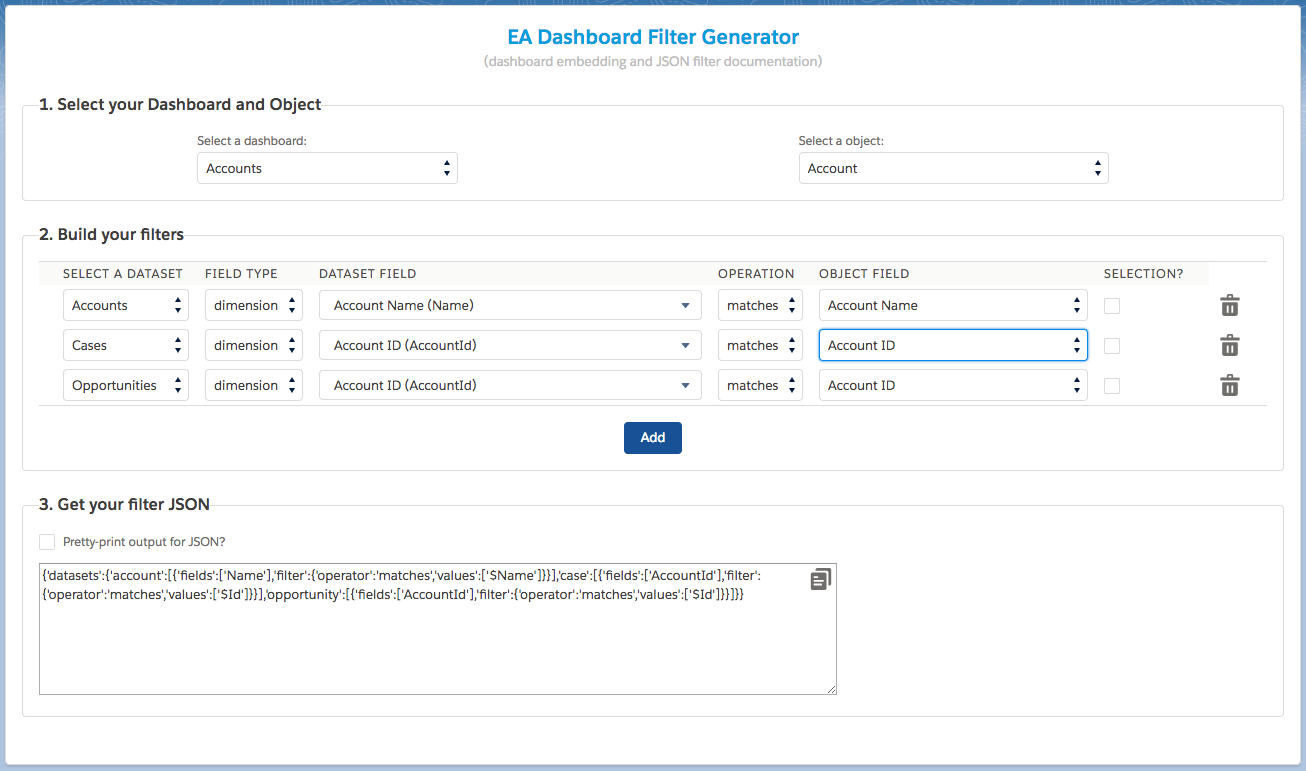 EA Dashboard Filter Generator
(dashboard embedding and JSON filter documentation)
1. Select your Dashboard and Object
Select a dashboard: Select a object:
Accounts Account
2. Build your filters
SELECT A DATASET FIELD TYPE DATASET FIELD OPERATION OBJECT FIELD SELECTION?
Accounts dimension Account Name (Name) matches Account Name
Cases dimension Account ID (AccountId) matches Account ID
Opportunities dimension Account ID (AccountId) matches Account ID
Add
3. Get your filter JSON
Pretty-print output for JSON?
{'datasets':{'account':[{'fields':['Name'],'filter':{'operator':'matches','values':['$Name']}}],'case':[{'fields':['AccountId'],'filter':
{'operator':'matches','values':['$Id']}}],'opportunity':[{'fields':['AccountId'],'filter':{'operator':'matches','values':['$Id']}}]}}